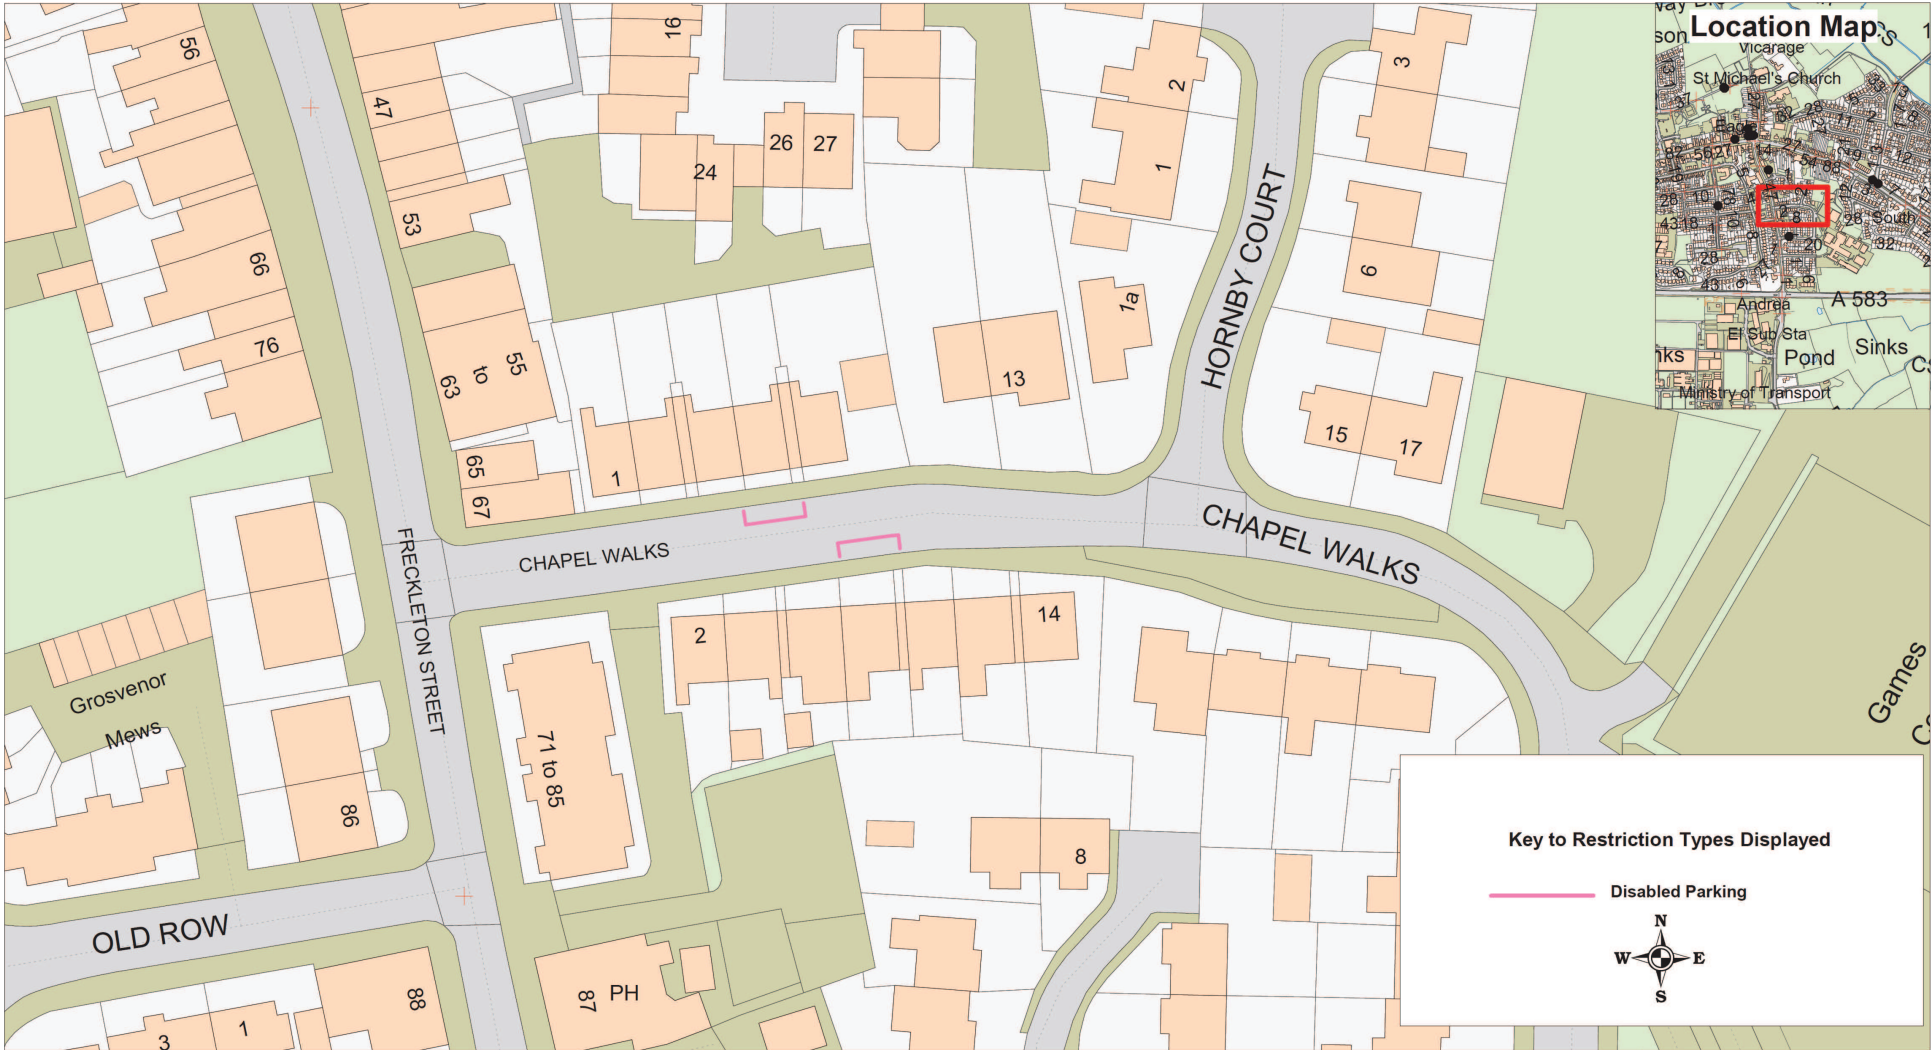 56
47
53
66
76
16
24
26
27
2
1
3
6
1a
13
15
17
HORNBY COURT
55
to
63
65
67
1
CHAPEL WALKS
CHAPEL WALKS
FRECKLETON STREET
2
14
71 to 85
8
Grosvenor
Mews
86
OLD ROW
3
1
88
87
PH
Games
Location Map
Vicarage
St Michael's Church
Eagle
South
A 583
Andrea
El Sub Sta
Pond
Sinks
Ministry of Transport
Key to Restriction Types Displayed
Disabled Parking
N
W
E
S